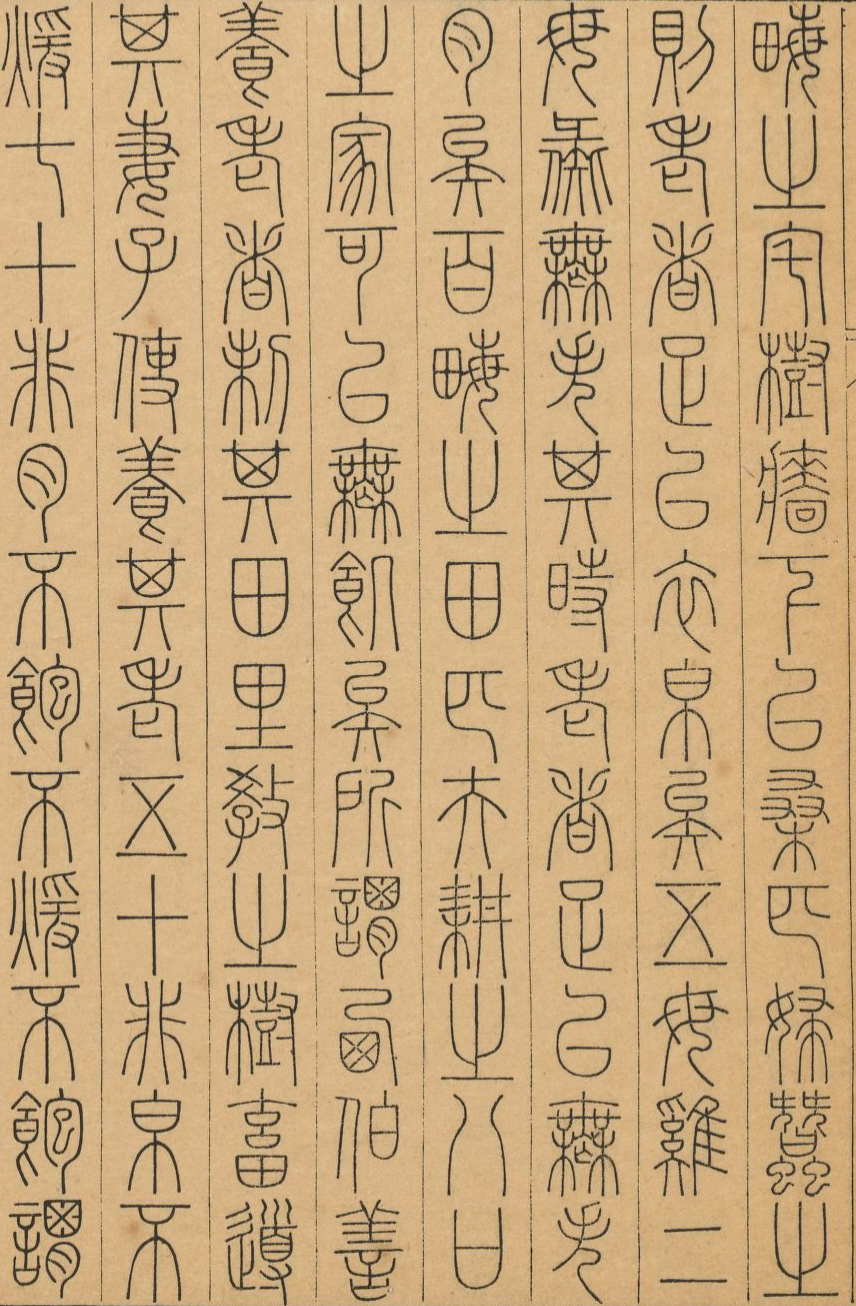 畮之宅樹牆下以桑匹婦蠶之
則老者足以衣帛矣五母雞二
母彘無失其時老者足以無失
肉矣百畮之田匹夫耕之八口
之家可以無飢矣所謂西伯善
養老者制其田里教之樹畜導
其妻子使養其老五十非帛不
煖七十非肉不飽不煖不飽謂